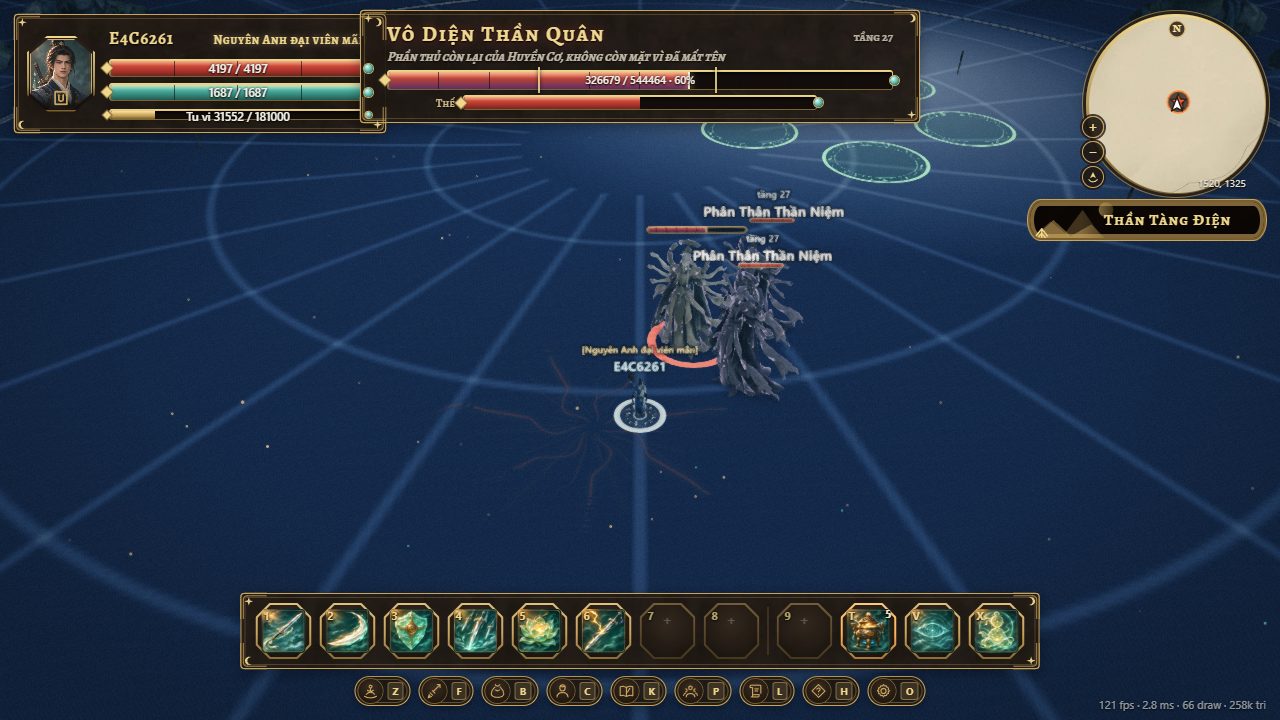 E4C6261
Nguyên Anh đại viên mã
4197 / 4197
1687 / 1687
Tu vi 31552 / 181000
U
Vô Diện Thần Quân
Tầng 27
Phần thủ còn lại của Huyền Cơ, không còn mặt vì đã mất tên
326679 / 544464 · 60%
Thế
N
+
−
1520, 1325
Thần Tàng Điện
tầng 27
Phân Thân Thần Niệm
tầng 27
Phân Thân Thần Niệm
[Nguyên Anh đại viên mãn]
E4C6261
1 2 3 4 5 6 7 8 9 T 5 V X
Z F B C K P L H O
121 fps · 2.8 ms · 66 draw · 258k tri